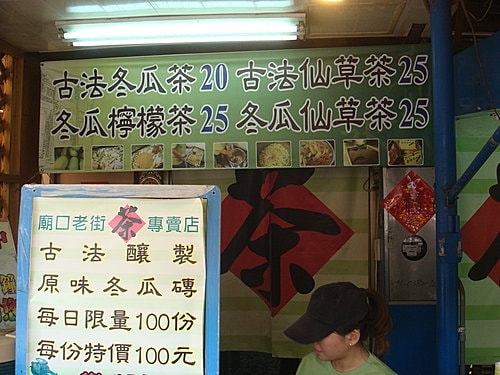 古法冬瓜茶20 古法仙草茶25
冬瓜檸檬茶25 冬瓜仙草茶25
廟口老街 茶 專賣店
古法釀製
原味冬瓜磚
每日限量100份
每份特價100元
茶